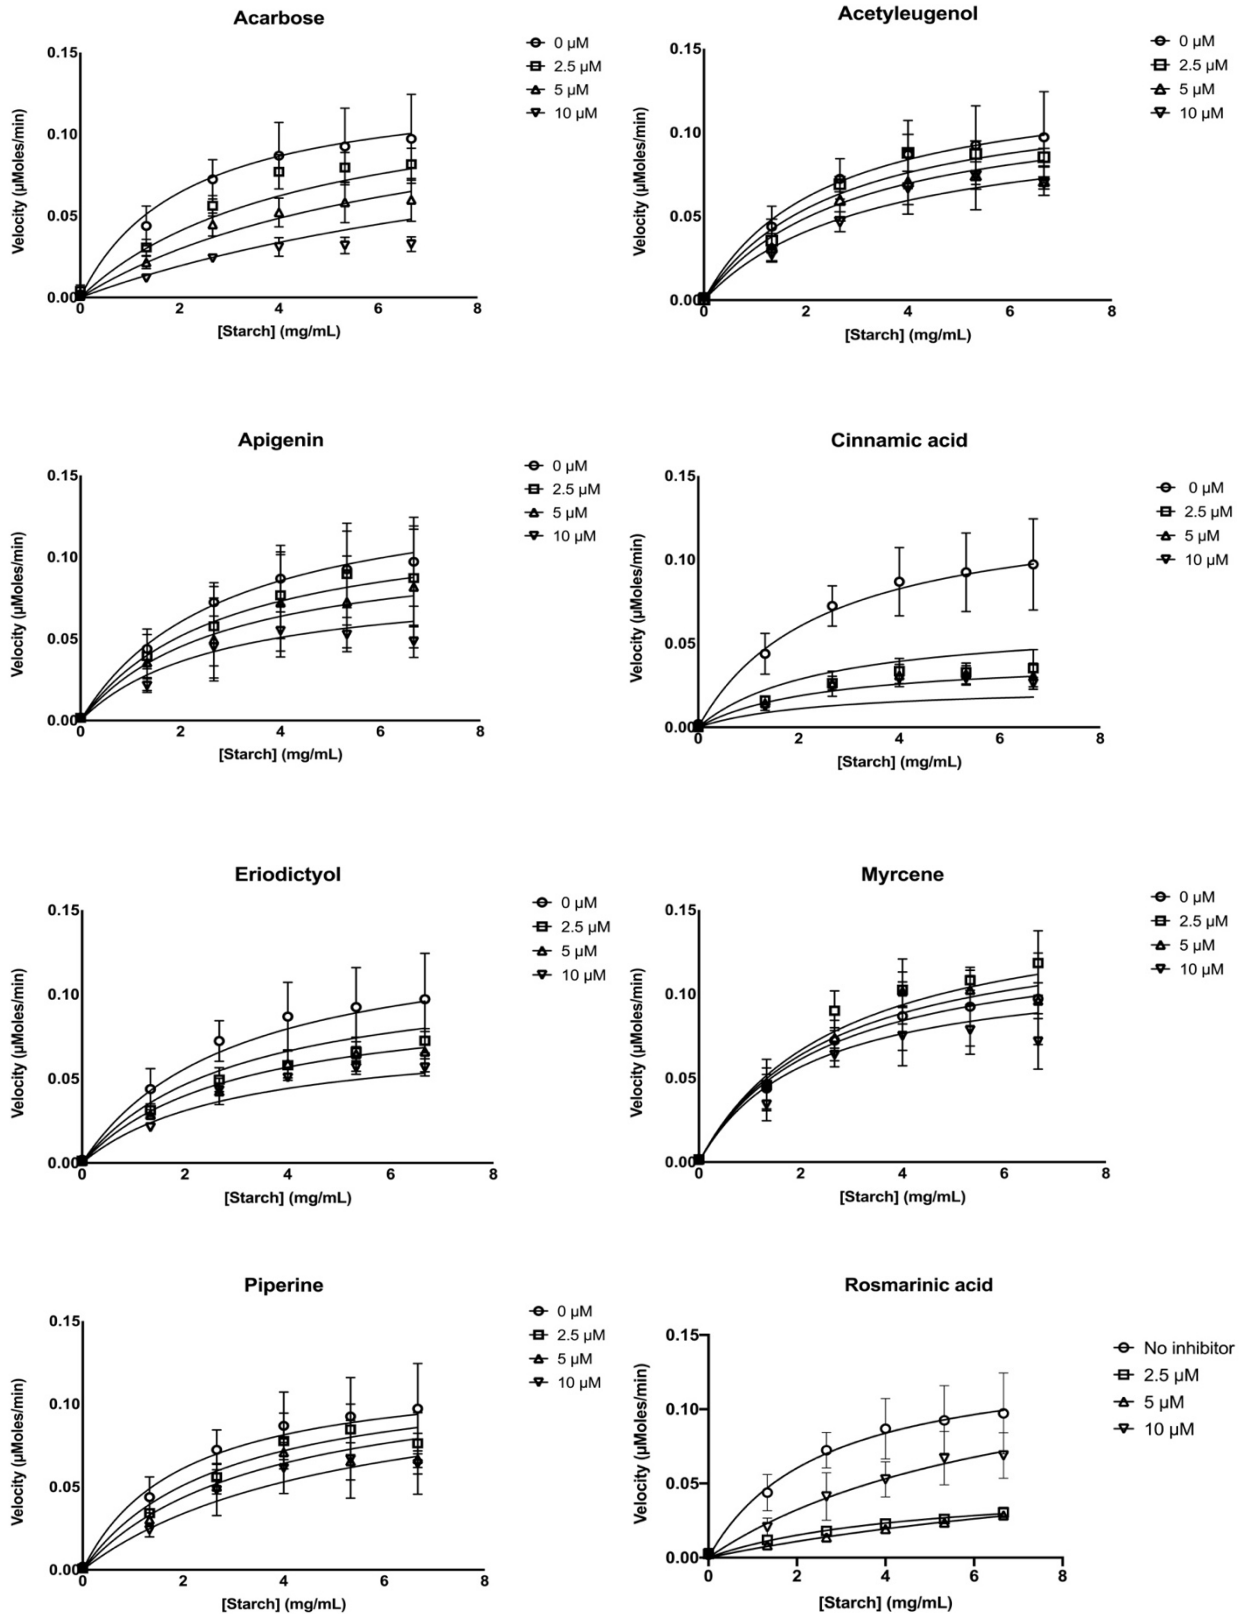 Acarbose
0 µM
2.5 µM
5 µM
10 µM
Velocity (µMoles/min)
0.15
0.10
0.05
0.00
0 2 4 6 8
[Starch] (mg/mL)
Acetyleugenol
0 µM
2.5 µM
5 µM
10 µM
Velocity (µMoles/min)
0.15
0.10
0.05
0.00
0 2 4 6 8
[Starch] (mg/mL)
Apigenin
0 µM
2.5 µM
5 µM
10 µM
Velocity (µMoles/min)
0.15
0.10
0.05
0.00
0 2 4 6 8
[Starch] (mg/mL)
Cinnamic acid
0 µM
2.5 µM
5 µM
10 µM
Velocity (µMoles/min)
0.15
0.10
0.05
0.00
0 2 4 6 8
[Starch] (mg/mL)
Eriodictyol
0 µM
2.5 µM
5 µM
10 µM
Velocity (µMoles/min)
0.15
0.10
0.05
0.00
0 2 4 6 8
[Starch] (mg/mL)
Myrcene
0 µM
2.5 µM
5 µM
10 µM
Velocity (µMoles/min)
0.15
0.10
0.05
0.00
0 2 4 6 8
[Starch] (mg/mL)
Piperine
0 µM
2.5 µM
5 µM
10 µM
Velocity (µMoles/min)
0.15
0.10
0.05
0.00
0 2 4 6 8
[Starch] (mg/mL)
Rosmarinic acid
No inhibitor
2.5 µM
5 µM
10 µM
Velocity (µMoles/min)
0.15
0.10
0.05
0.00
0 2 4 6 8
[Starch] (mg/mL)